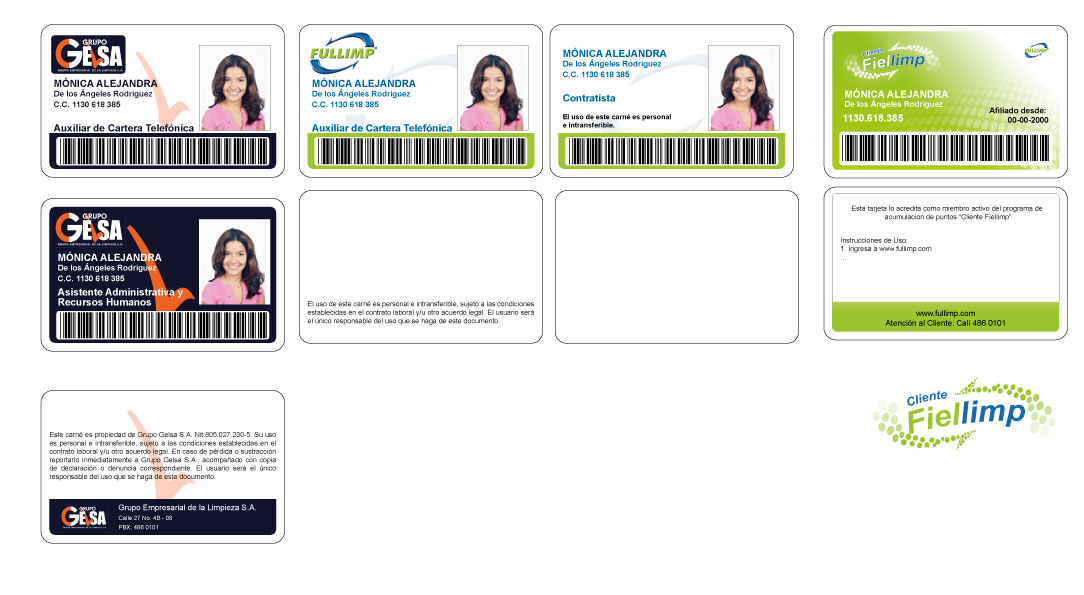 GRUPO
GELSA
GRUPO EMPRESARIAL DE LA LIMPIEZA S.A.
MÓNICA ALEJANDRA
De los Ángeles Rodríguez
C.C. 1130 618 385
Auxiliar de Cartera Telefónica
FULLIMP
MÓNICA ALEJANDRA
De los Ángeles Rodríguez
C.C. 1130 618 385
Auxiliar de Cartera Telefónica
MÓNICA ALEJANDRA
De los Ángeles Rodríguez
C.C. 1130 618 385
Contratista
El uso de este carné es personal
e intransferible.
Cliente
Fiellimp
FULLIMP
MÓNICA ALEJANDRA
De los Ángeles Rodríguez
1130.618.385
Afiliado desde:
00-00-2000
GRUPO
GELSA
GRUPO EMPRESARIAL DE LA LIMPIEZA S.A.
MÓNICA ALEJANDRA
De los Ángeles Rodríguez
C.C. 1130 618 385
Asistente Administrativa y
Recursos Humanos
El uso de este carné es personal e intransferible, sujeto a las condiciones
establecidas en el contrato laboral y/u otro acuerdo legal. El usuario será
el único responsable del uso que se haga de este documento.
Esta tarjeta lo acredita como miembro activo del programa de
acumulacion de puntos "Cliente Fiellimp"
Instrucciones de Uso:
1. Ingresa a www.fullimp.com
...
www.fullimp.com
Atención al Cliente: Cali 486 0101
Cliente
Fiellimp
Este carné es propiedad de Grupo Gelsa S.A. Nit.805.027.230-5. Su uso
es personal e intransferible, sujeto a las condiciones establecidas en el
contrato laboral y/u otro acuerdo legal. En caso de pérdida o sustracción
reportarlo inmediatamente a Grupo Gelsa S.A., acompañado con copia
de declaración o denuncia correspondiente. El usuario será el único
responsable del uso que se haga de este documento.
GRUPO
GELSA
Grupo Empresarial de la Limpieza S.A.
Calle 27 No. 4B - 08
PBX: 486 0101